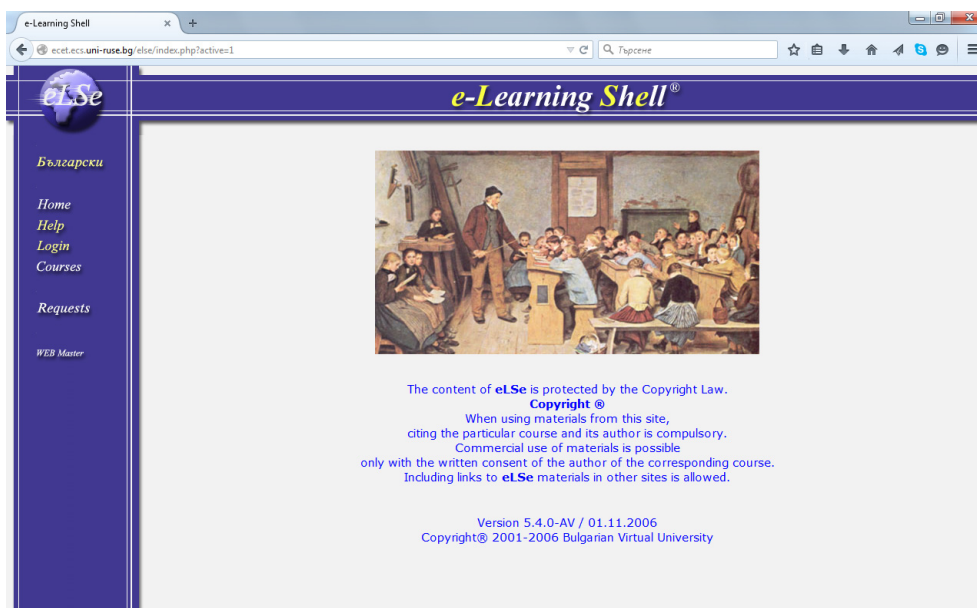 e-Learning Shell
ecet.ecs.uni-ruse.bg/else/index.php?active=1
Търсене
eLSe
e-Learning Shell®
Български
Home
Help
Login
Courses
Requests
WEB Master
The content of eLSe is protected by the Copyright Law.
Copyright ®
When using materials from this site,
citing the particular course and its author is compulsory.
Commercial use of materials is possible
only with the written consent of the author of the corresponding course.
Including links to eLSe materials in other sites is allowed.
Version 5.4.0-AV / 01.11.2006
Copyright® 2001-2006 Bulgarian Virtual University